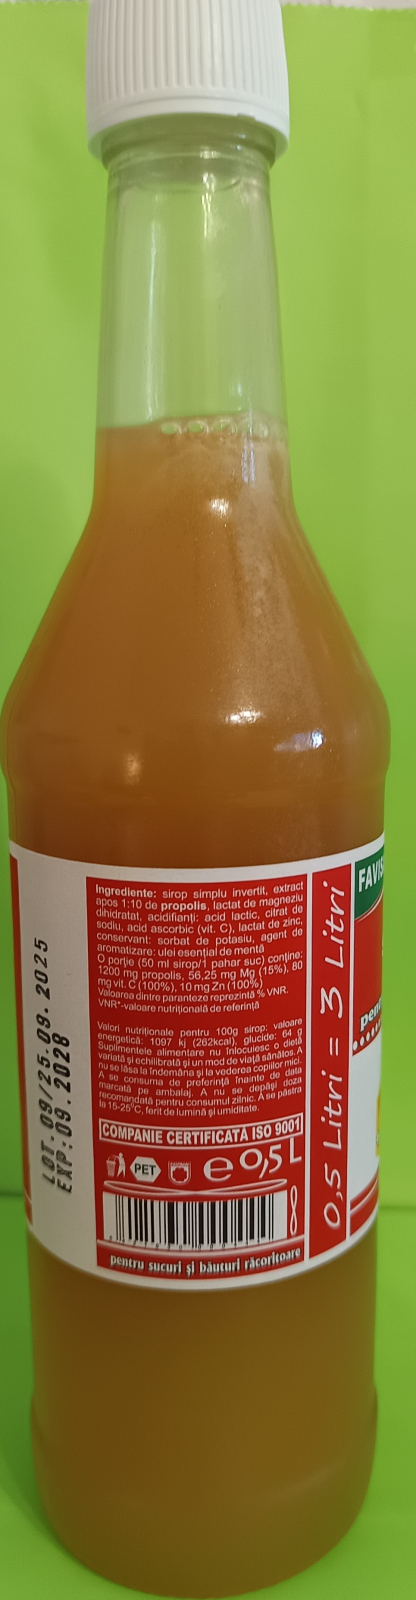 Ingrediente: sirop simplu invertit, extract
apos 1:10 de propolis, lactat de magneziu
dihidratat, acidifianți: acid lactic, citrat de
sodiu, acid ascorbic (vit. C), lactat de zinc,
conservant: sorbat de potasiu, agent de
aromatizare: ulei esențial de mentă
O porție (50 ml sirop/1 pahar suc) conține:
1200 mg propolis, 56,25 mg Mg (15%), 80
mg vit.C (100%), 10 mg Zn (100%)
Valoarea dintre paranteze reprezintă % VNR.
VNR*-valoare nutrițională de referință
Valori nutriționale pentru 100g sirop: valoare
energetică: 1097 kj (262kcal), glucide: 64 g
Suplimentele alimentare nu înlocuiesc o dietă
variată și echilibrată și un mod de viață sănătos. A
nu se lăsa la îndemâna și la vederea copiilor mici.
A se consuma de preferință înainte de data
marcată pe ambalaj. A nu se depăși doza
recomandată pentru consumul zilnic. A se păstra
la 15-25°C, ferit de lumină și umiditate.
COMPANIE CERTIFICATA ISO 9001
PET
e 0,5 L
pentru sucuri și băuturi răcoritoare
LOT. 09/25.09. 2025
EXP:09.2028
0,5 Litri = 3 Litri
FAVIS
pent